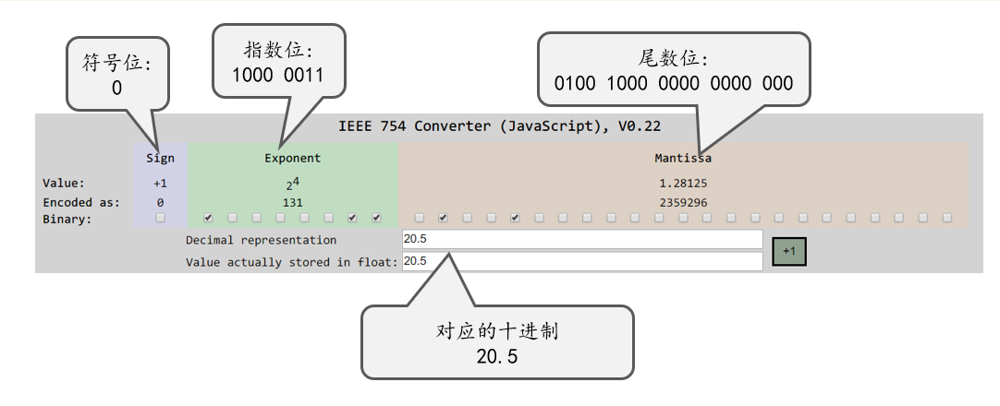 符号位:
0
指数位:
1000 0011
尾数位:
0100 1000 0000 0000 000
IEEE 754 Converter (JavaScript), V0.22
Sign Exponent Mantissa
Value: +1 2⁴ 1.28125
Encoded as: 0 131 2359296
Binary:
Decimal representation 20.5
Value actually stored in float: 20.5
+1
对应的十进制
20.5